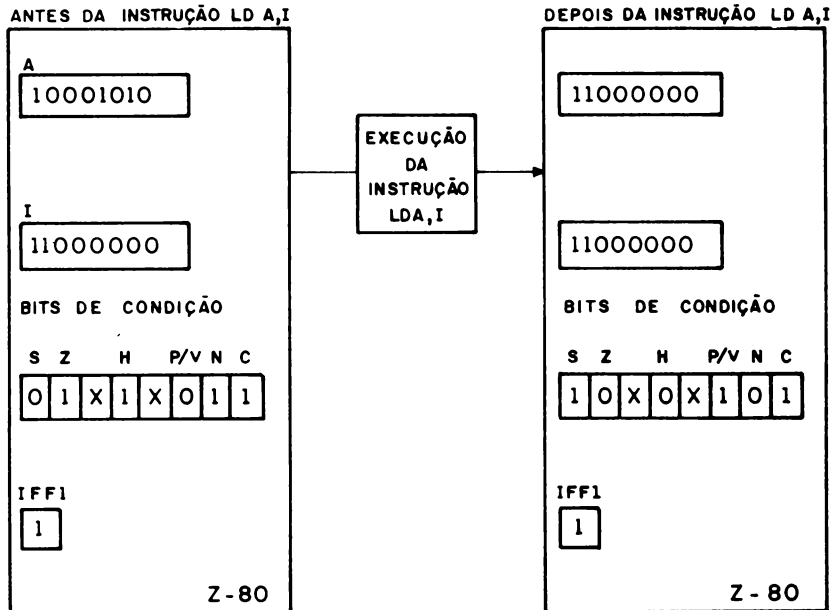 ANTES DA INSTRUÇÃO LD A,I
A
10001010
I
11000000
BITS DE CONDIÇÃO
S Z H P/V N C
0 1 X 1 X 0 1 1
IFF1
1
Z-80
EXECUÇÃO
DA
INSTRUÇÃO
LDA,I
DEPOIS DA INSTRUÇÃO LD A,I
11000000
11000000
BITS DE CONDIÇÃO
S Z H P/V N C
1 0 X 0 X 1 0 1
IFF1
1
Z-80